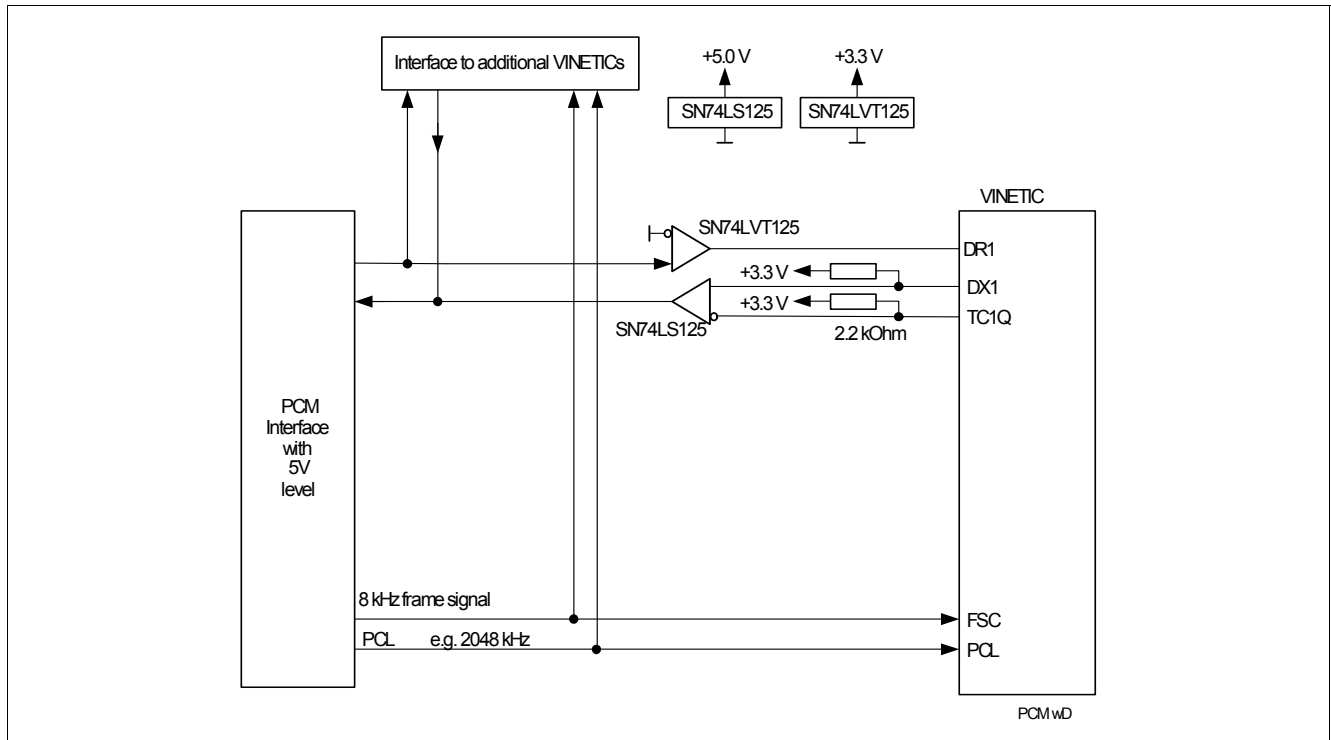 Interface to additional VINETICs
+5.0 V
+3.3 V
SN74LS125
SN74LVT125
VINETIC
SN74LVT125
DR1
+3.3 V
DX1
+3.3 V
TC1Q
SN74LS125
2.2 kOhm
PCM
Interface
with
5V
level
8 kHz frame signal
FSC
PCL
e.g. 2048 kHz
PCL
PCM wD